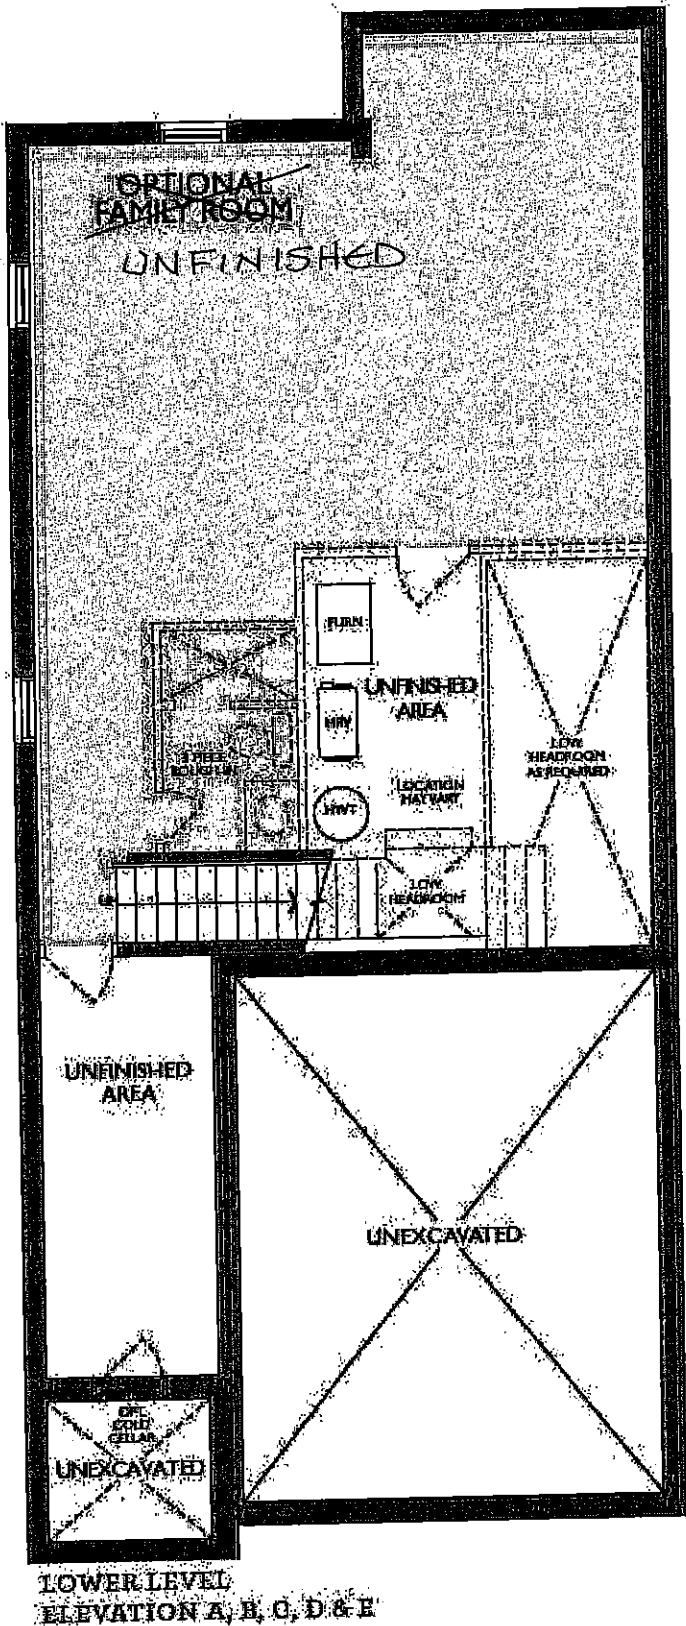 OPTIONAL
FAMILY ROOM
UNFINISHED
FURN
UNFINISHED
AREA
HRV
LOW
HEADROOM
AS REQUIRED
3 PIECE
ROUGH-IN
LOCATION
MAY VARY
HWT
LOW
HEADROOM
UP
UNFINISHED
AREA
UNEXCAVATED
OPT.
COLD
CELLAR
UNEXCAVATED
LOWER LEVEL
ELEVATION A, B, C, D & E